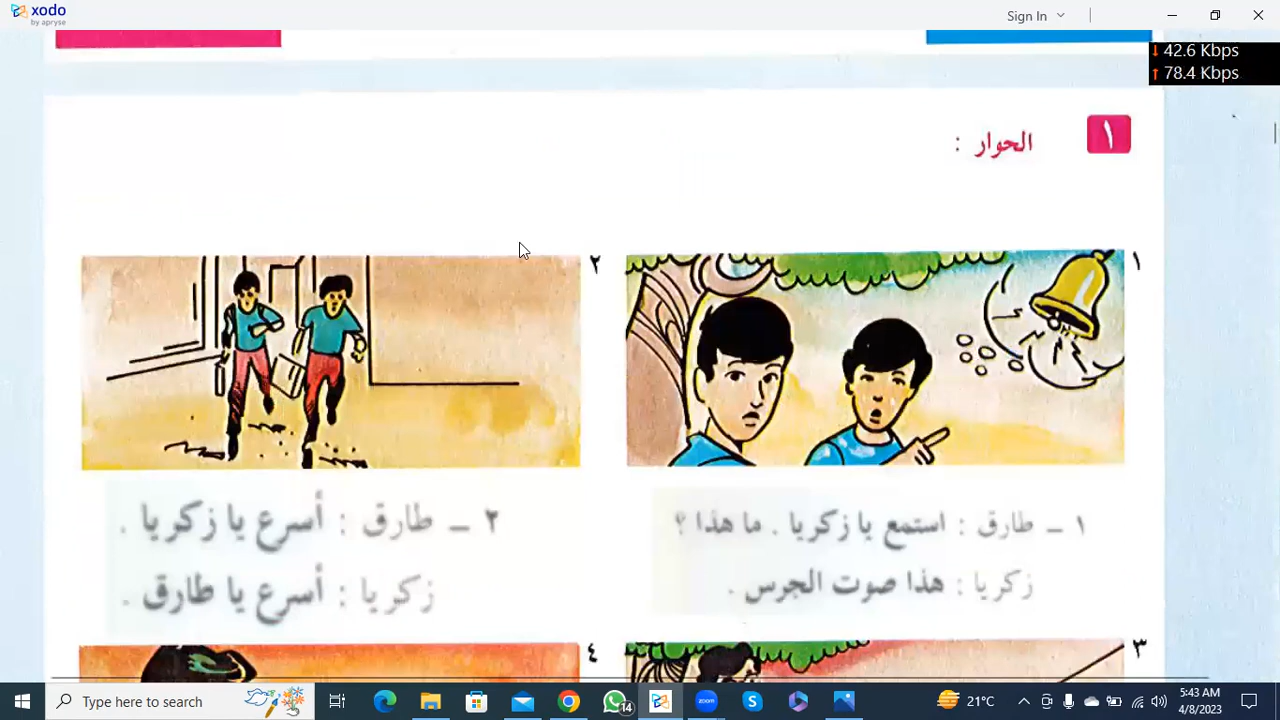 xodo
by apryse
Sign In
42.6 Kbps
78.4 Kbps
١
الحوار :
١
٢
١ – طارق : استمع يا زكريا . ما هذا ؟
زكريا : هذا صوت الجرس .
٢ – طارق : أسرع يا زكريا .
زكريا : أسرع يا طارق .
٣
٤
Type here to search
14
zoom
21°C
5:43 AM
4/8/2023